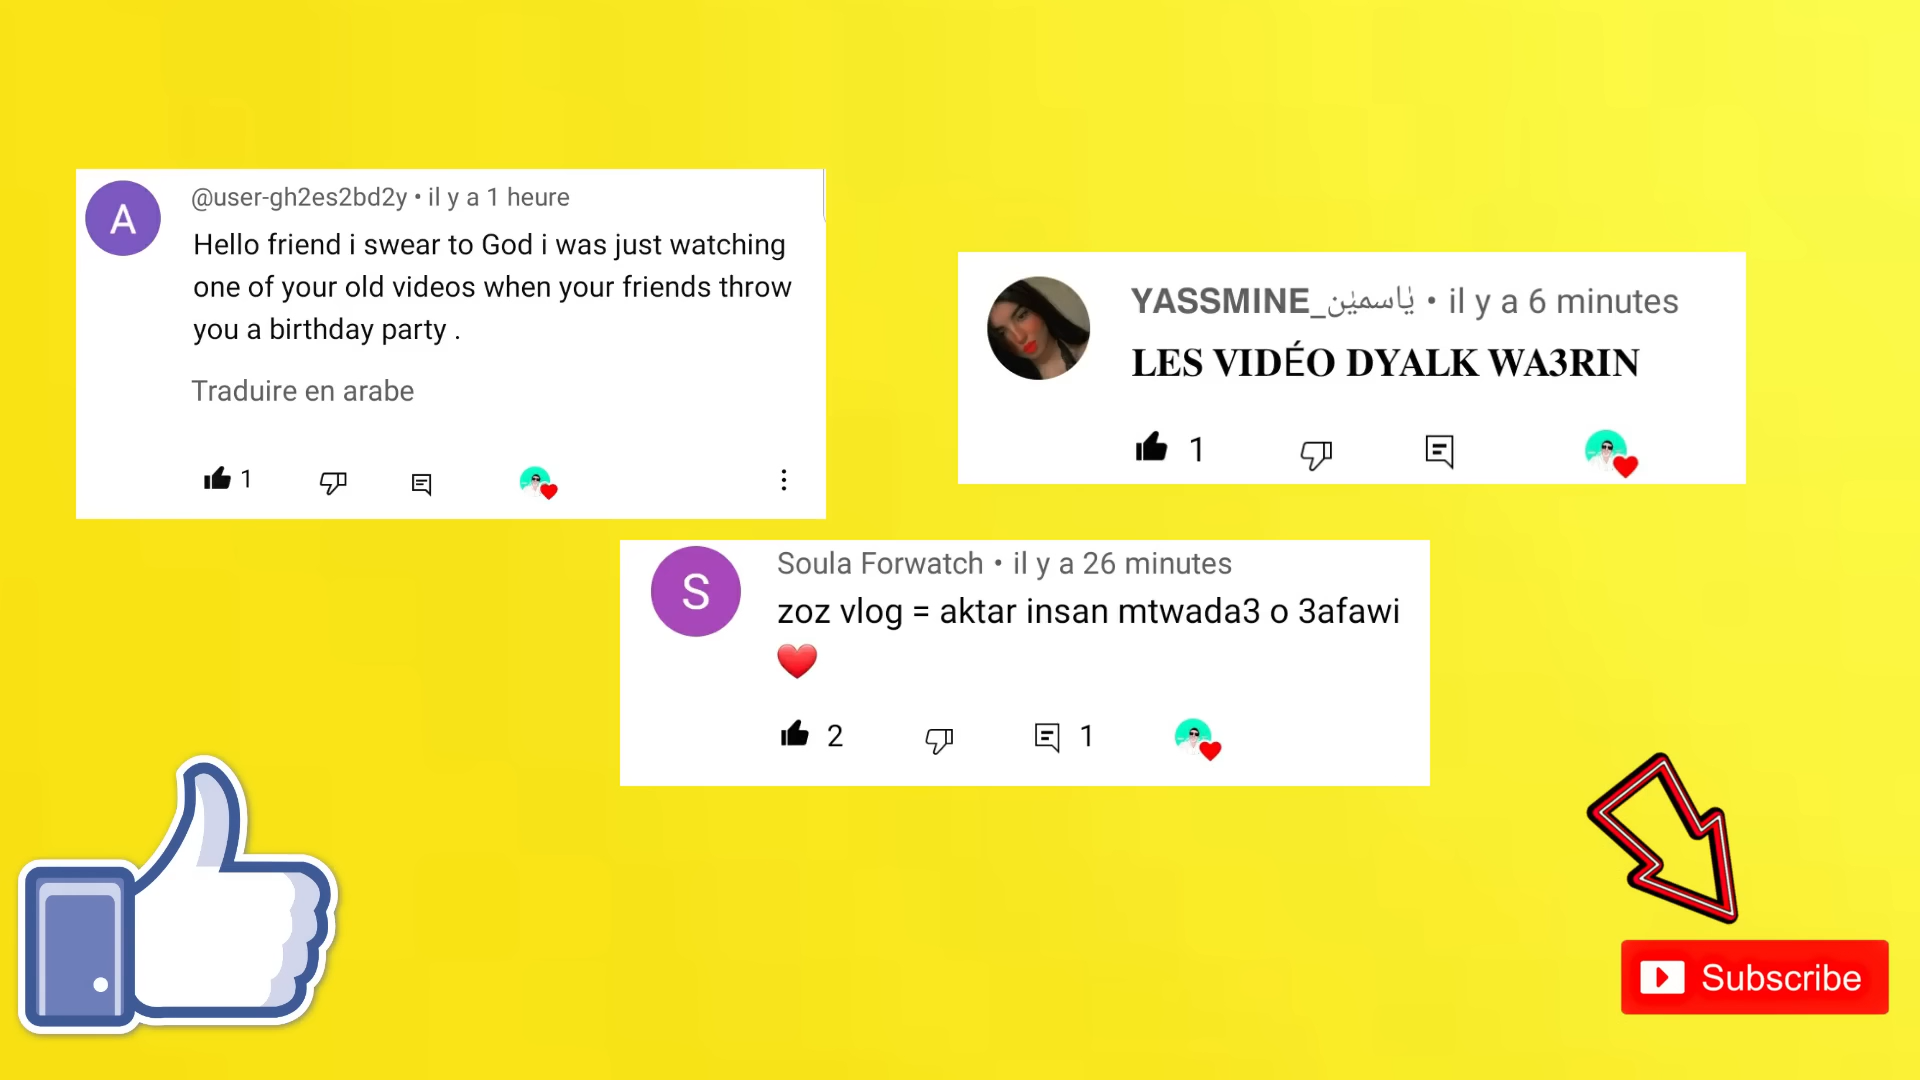 A
@user-gh2es2bd2y • il y a 1 heure
Hello friend i swear to God i was just watching
one of your old videos when your friends throw
you a birthday party .
Traduire en arabe
1
YASSMINE_يٰاسميٰن • il y a 6 minutes
LES VIDÉO DYALK WA3RIN
1
S
Soula Forwatch • il y a 26 minutes
zoz vlog = aktar insan mtwada3 o 3afawi
❤️
2 1
Subscribe